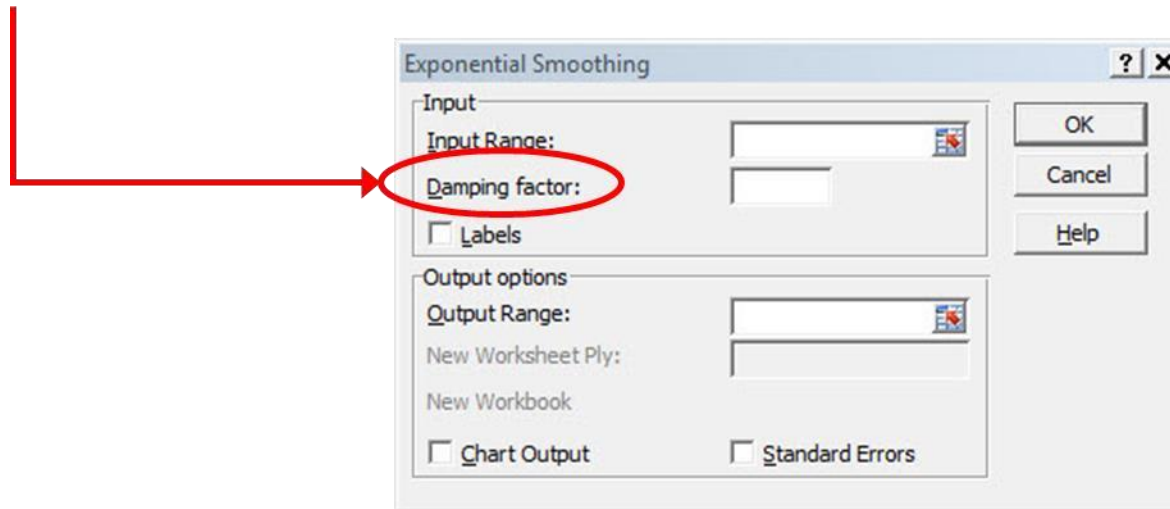 Exponential Smoothing ? X
Input
Input Range:
Damping factor:
Labels
OK
Cancel
Help
Output options
Output Range:
New Worksheet Ply:
New Workbook
Chart Output Standard Errors